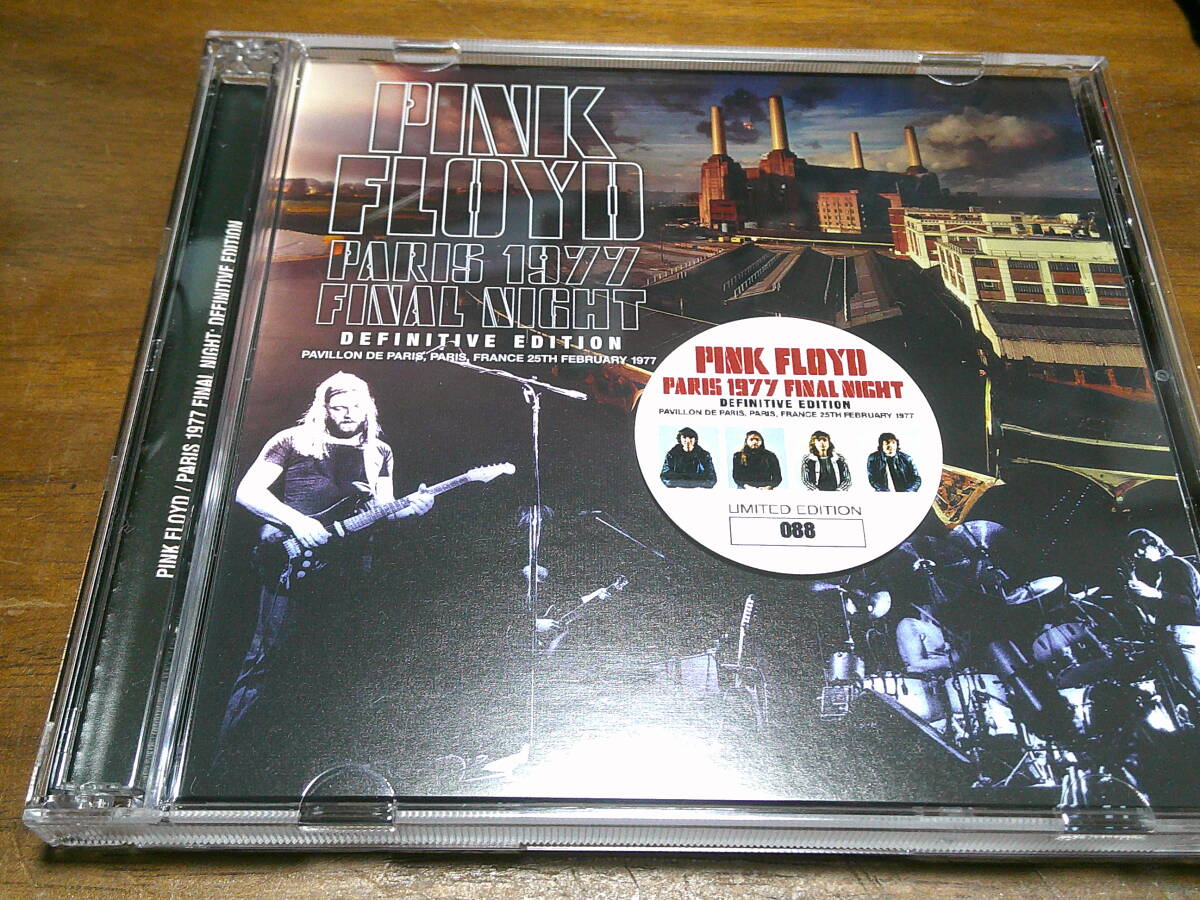 PINK
FLOYD
PARIS 1977
FINAL NIGHT
DEFINITIVE EDITION
PAVILLON DE PARIS, PARIS, FRANCE 25TH FEBRUARY 1977
PINK FLOYD
PARIS 1977 FINAL NIGHT
DEFINITIVE EDITION
PAVILLON DE PARIS, PARIS, FRANCE 25TH FEBRUARY 1977
LIMITED EDITION
088
PINK FLOYD / PARIS 1977 FINAL NIGHT: DEFINITIVE EDITION